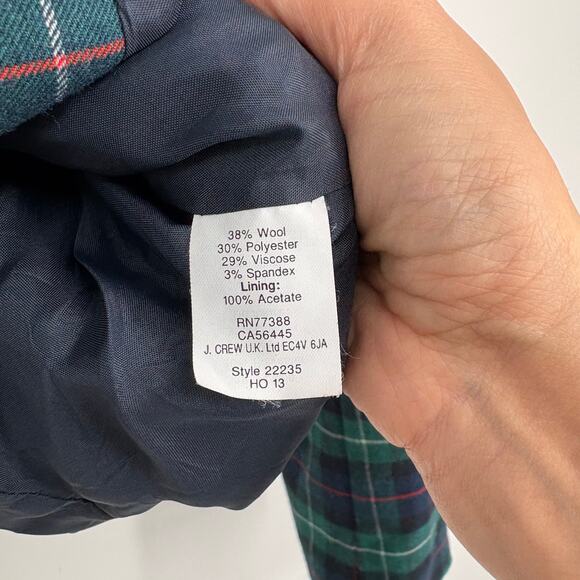 38% Wool
30% Polyester
29% Viscose
3% Spandex
Lining:
100% Acetate
RN77388
CA56445
J. CREW U.K. Ltd EC4V 6JA
Style 22235
HO 13